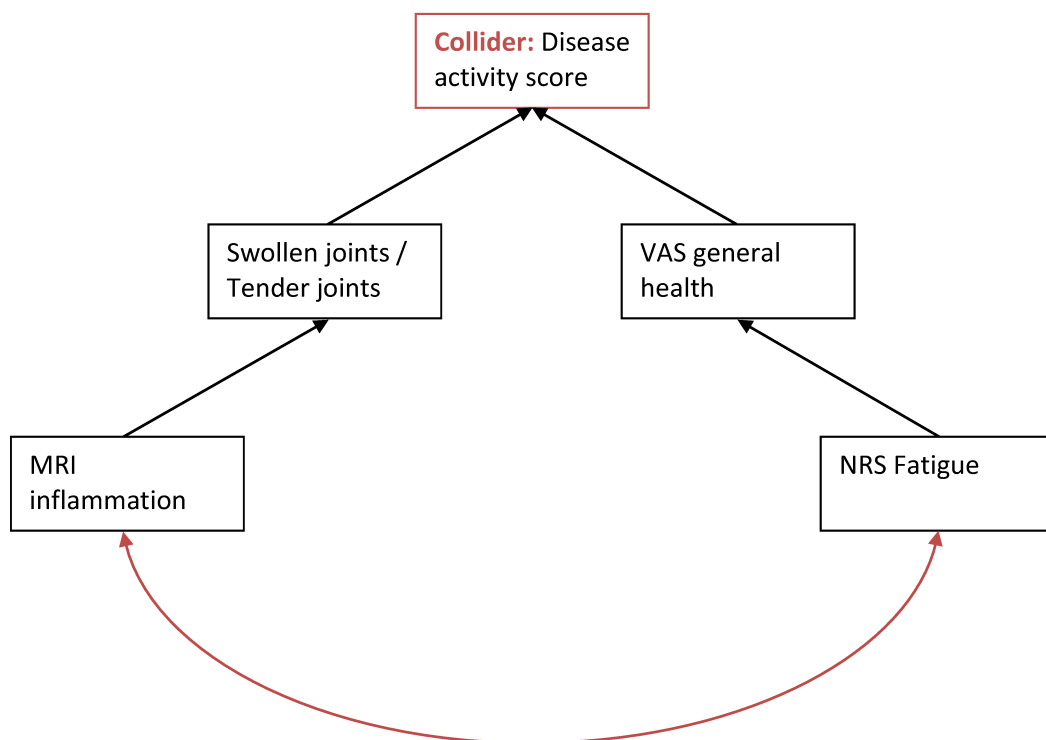 Collider: Disease
activity score
Swollen joints /
Tender joints
VAS general
health
MRI
inflammation
NRS Fatigue